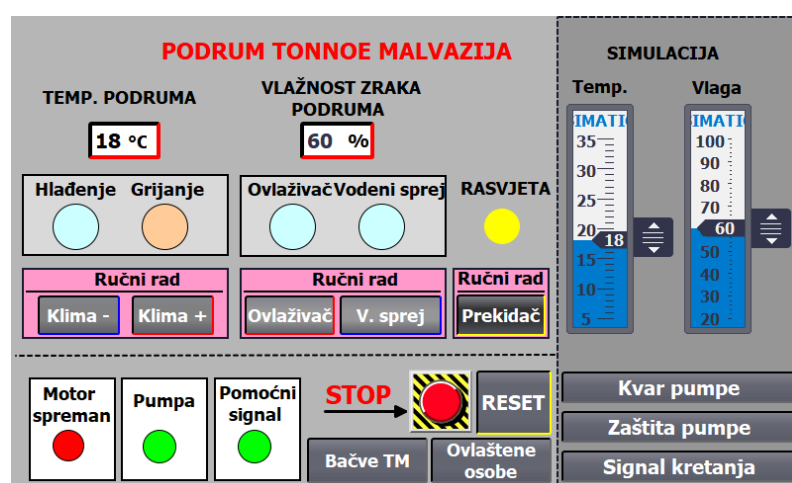 PODRUM TONNOE MALVAZIJA
TEMP. PODRUMA
VLAŽNOST ZRAKA
PODRUMA
18 °C
60 %
Hlađenje Grijanje
Ovlaživač Vodeni sprej
RASVJETA
Ručni rad
Klima -
Klima +
Ručni rad
Ovlaživač
V. sprej
Ručni rad
Prekidač
Motor
spreman
Pumpa
Pomoćni
signal
STOP
RESET
Bačve TM
Ovlaštene
osobe
SIMULACIJA
Temp.
Vlaga
SIMATI
35
30
25
20
18
15
10
5
IMATI
100
90
80
70
60
50
40
30
20
Kvar pumpe
Zaštita pumpe
Signal kretanja